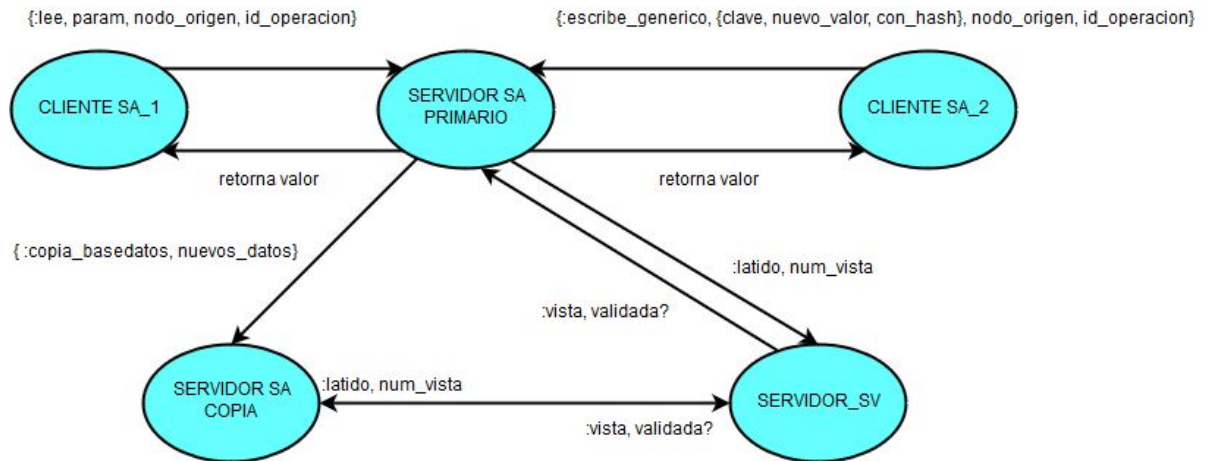 {:lee, param, nodo_origen, id_operacion}
{:escribe_generico, {clave, nuevo_valor, con_hash}, nodo_origen, id_operacion}
CLIENTE SA_1
SERVIDOR SA
PRIMARIO
CLIENTE SA_2
retorna valor
retorna valor
{ :copia_basedatos, nuevos_datos}
:latido, num_vista
:vista, validada?
SERVIDOR SA
COPIA
:latido, num_vista
SERVIDOR_SV
:vista, validada?